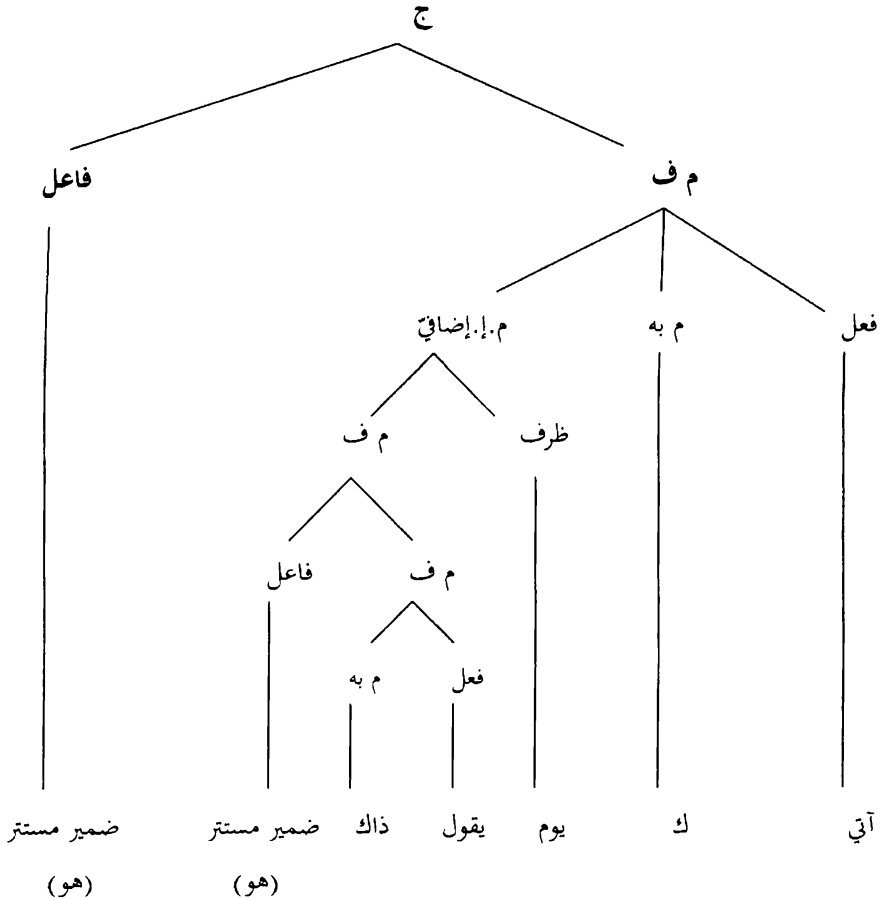 ج
م ف فاعل
فعل م به م.إ.إضافيّ
ظرف م ف
م ف فاعل
فعل م به
آتي ك يوم يقول ذاك ضمير مستتر ضمير مستتر
(هو) (هو)